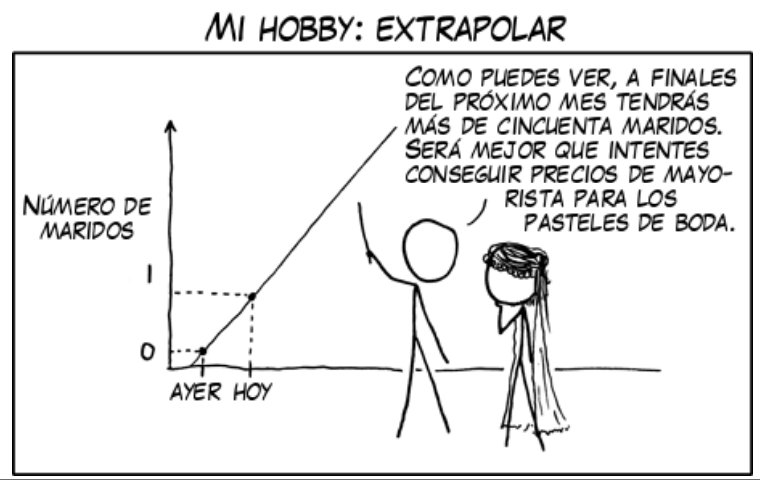 MI HOBBY: EXTRAPOLAR
COMO PUEDES VER, A FINALES
DEL PRÓXIMO MES TENDRÁS
MÁS DE CINCUENTA MARIDOS.
SERÁ MEJOR QUE INTENTES
CONSEGUIR PRECIOS DE MAYO-
RISTA PARA LOS
PASTELES DE BODA.
NÚMERO DE
MARIDOS
1
0
AYER HOY